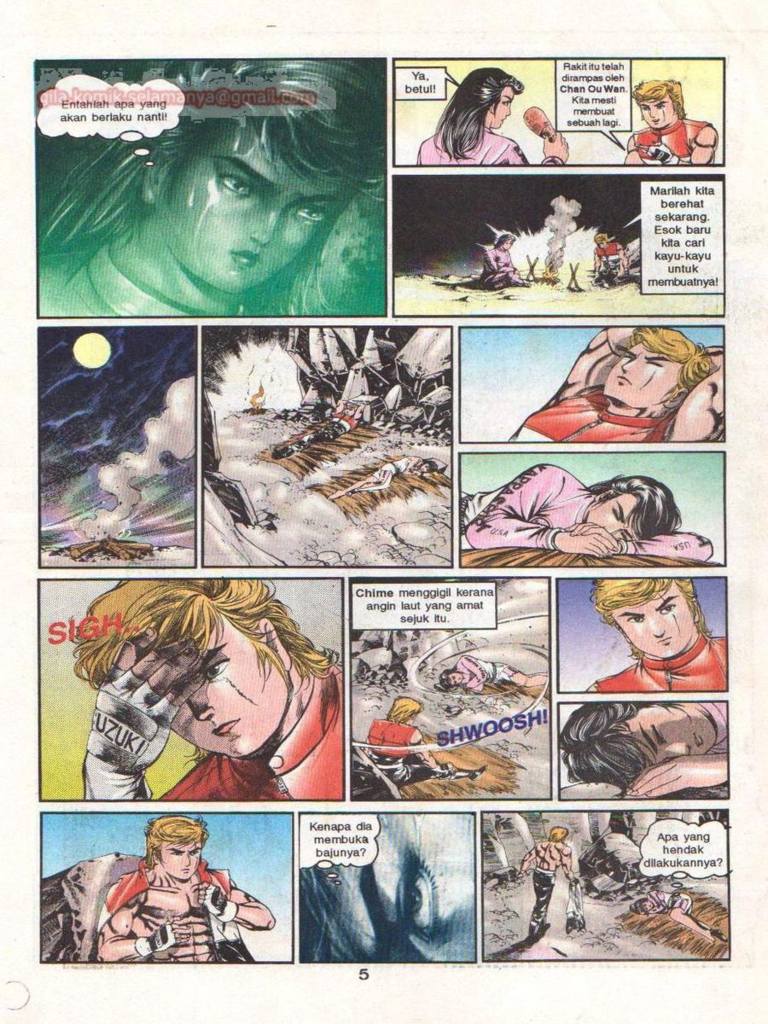 gila.komik.selamanya@gmail.com
Entahlah apa yang
akan berlaku nanti!
Ya,
betul!
Rakit itu telah
dirampas oleh
Chan Ou Wan.
Kita mesti
membuat
sebuah lagi.
Marilah kita
berehat
sekarang.
Esok baru
kita cari
kayu-kayu
untuk
membuatnya!
USA
USA
SIGH...
UZUKI
Chime menggigil kerana
angin laut yang amat
sejuk itu.
SHWOOSH!
Kenapa dia
membuka
bajunya?
Apa yang
hendak
dilakukannya?
5